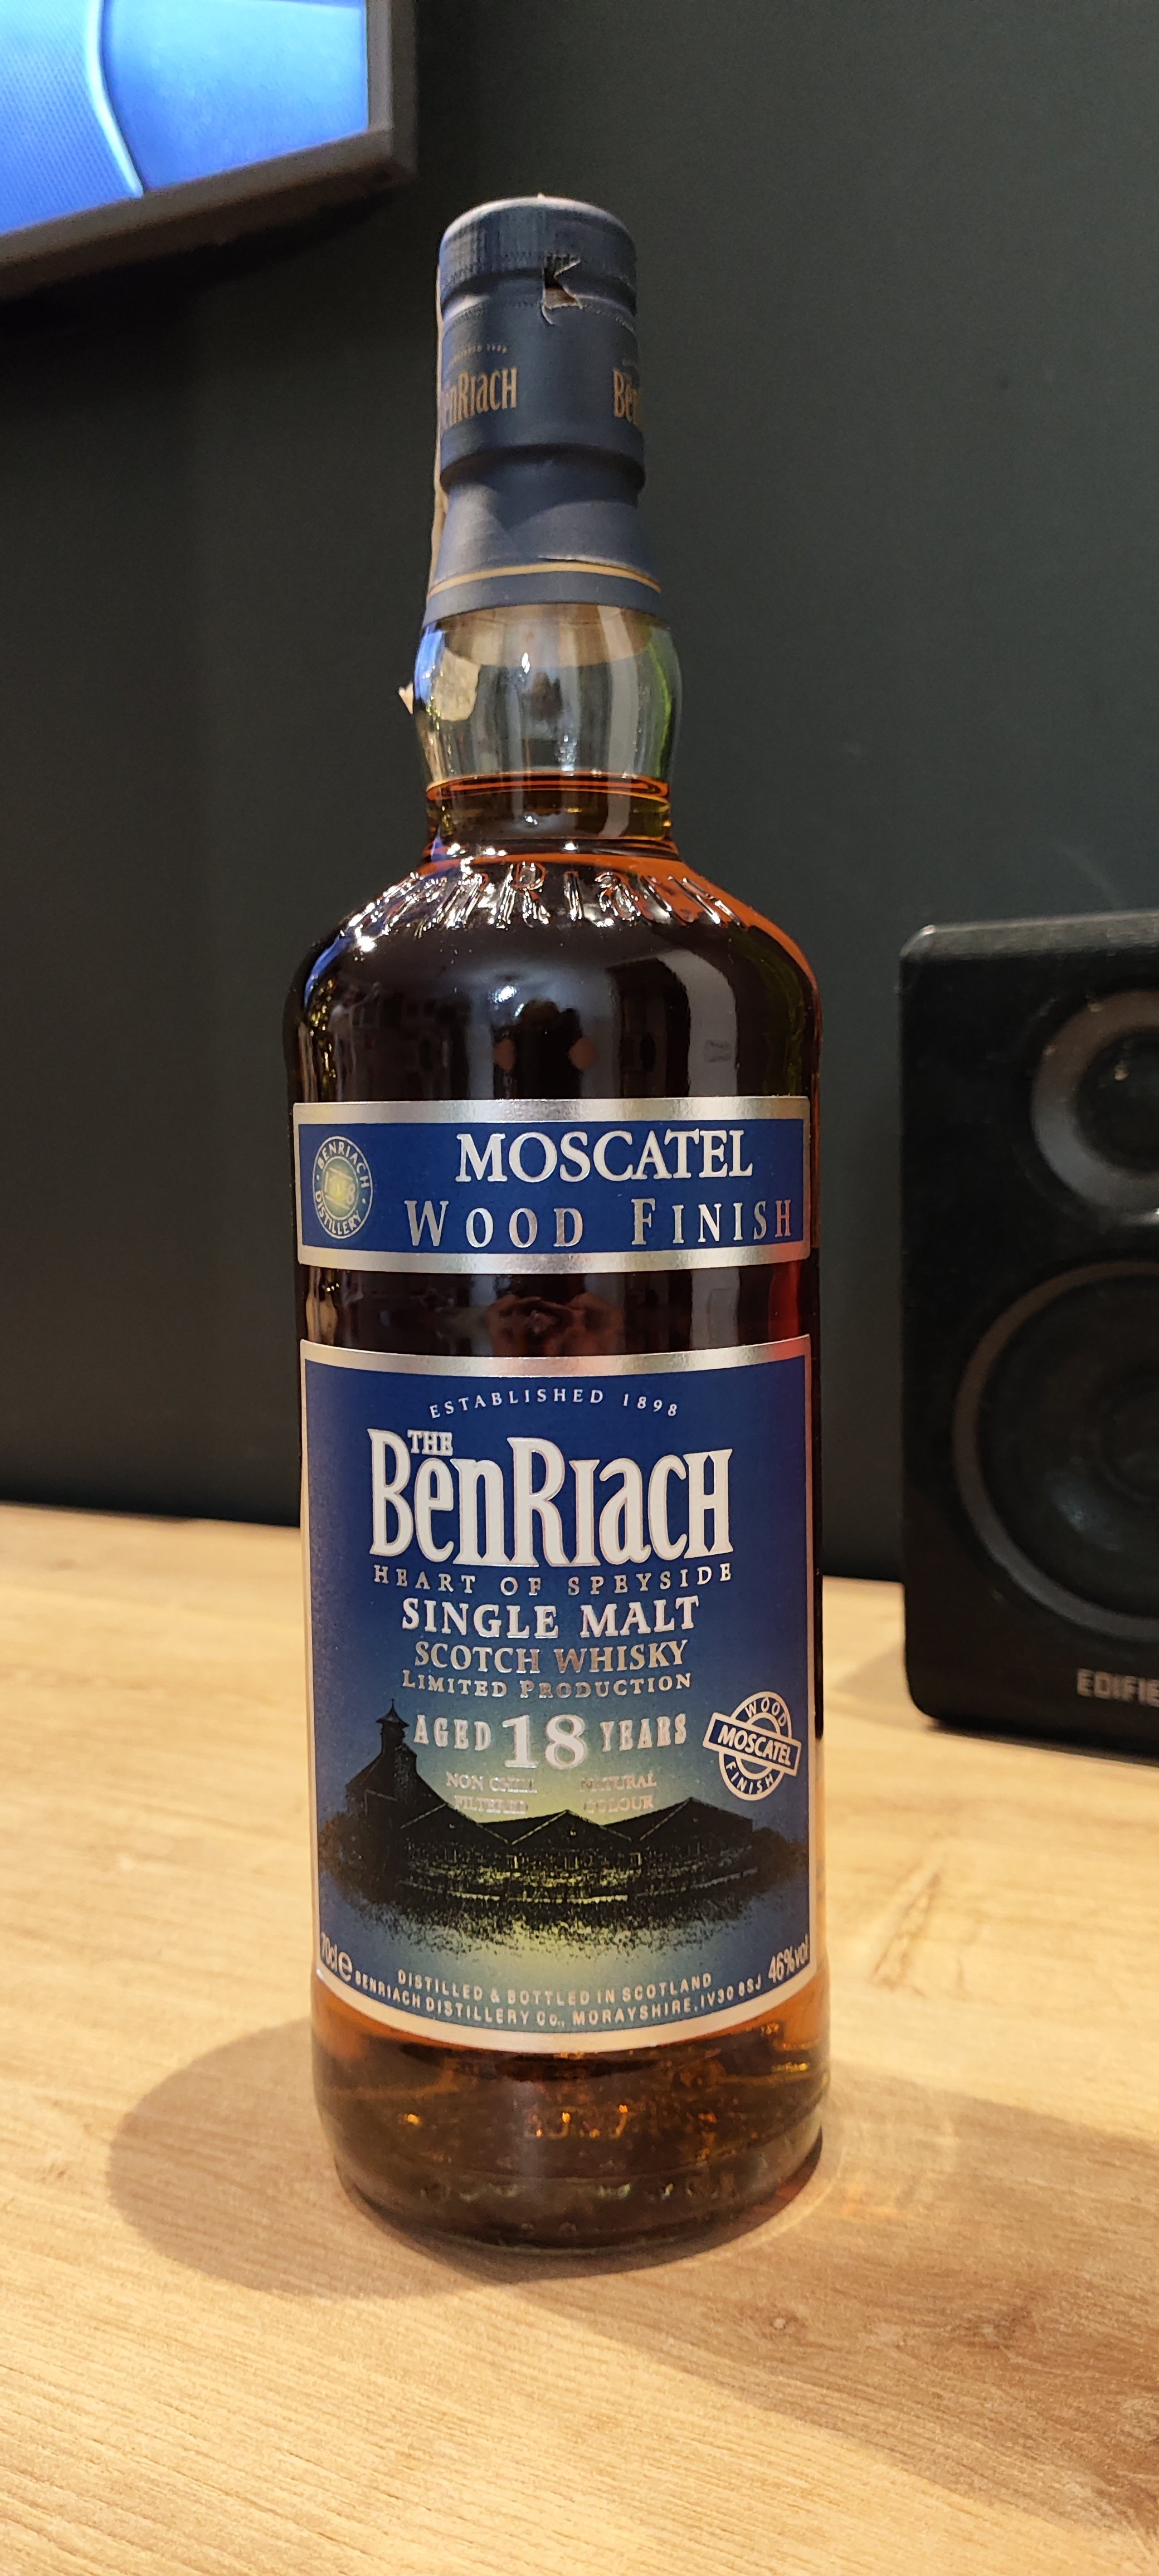 BENRIACH
MOSCATEL
WOOD FINISH
BENRIACH DISTILLERY
ESTABLISHED 1898
THE
BENRIACH
HEART OF SPEYSIDE
SINGLE MALT
SCOTCH WHISKY
LIMITED PRODUCTION
AGED 18 YEARS
NON CHILL FILTERED
NATURAL COLOUR
WOOD
MOSCATEL
FINISH
70cl e
DISTILLED & BOTTLED IN SCOTLAND
BENRIACH DISTILLERY Co., MORAYSHIRE, IV30 8SJ
46%vol